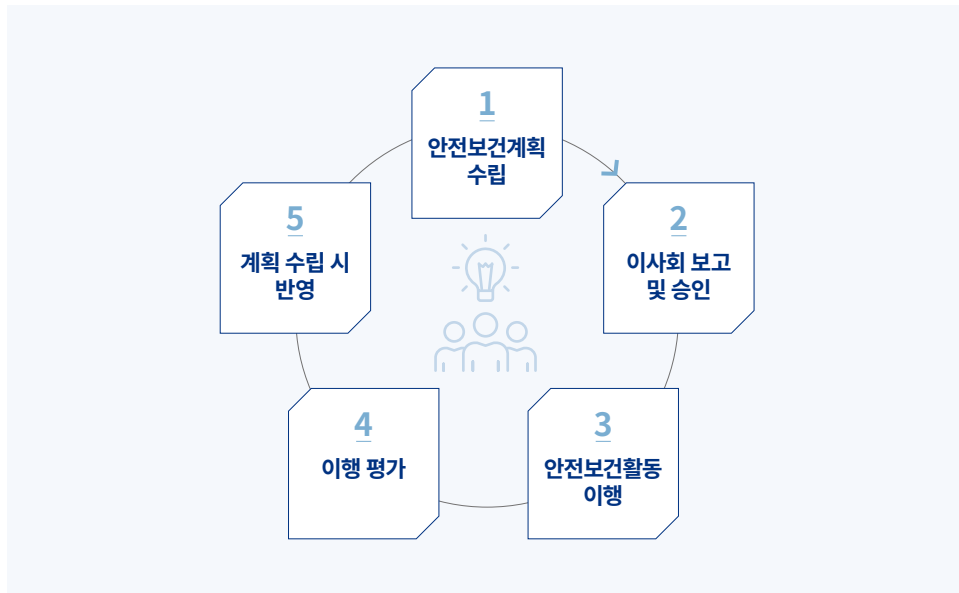 1
안전보건계획
수립
2
이사회 보고
및 승인
3
안전보건활동
이행
4
이행 평가
5
계획 수립 시
반영